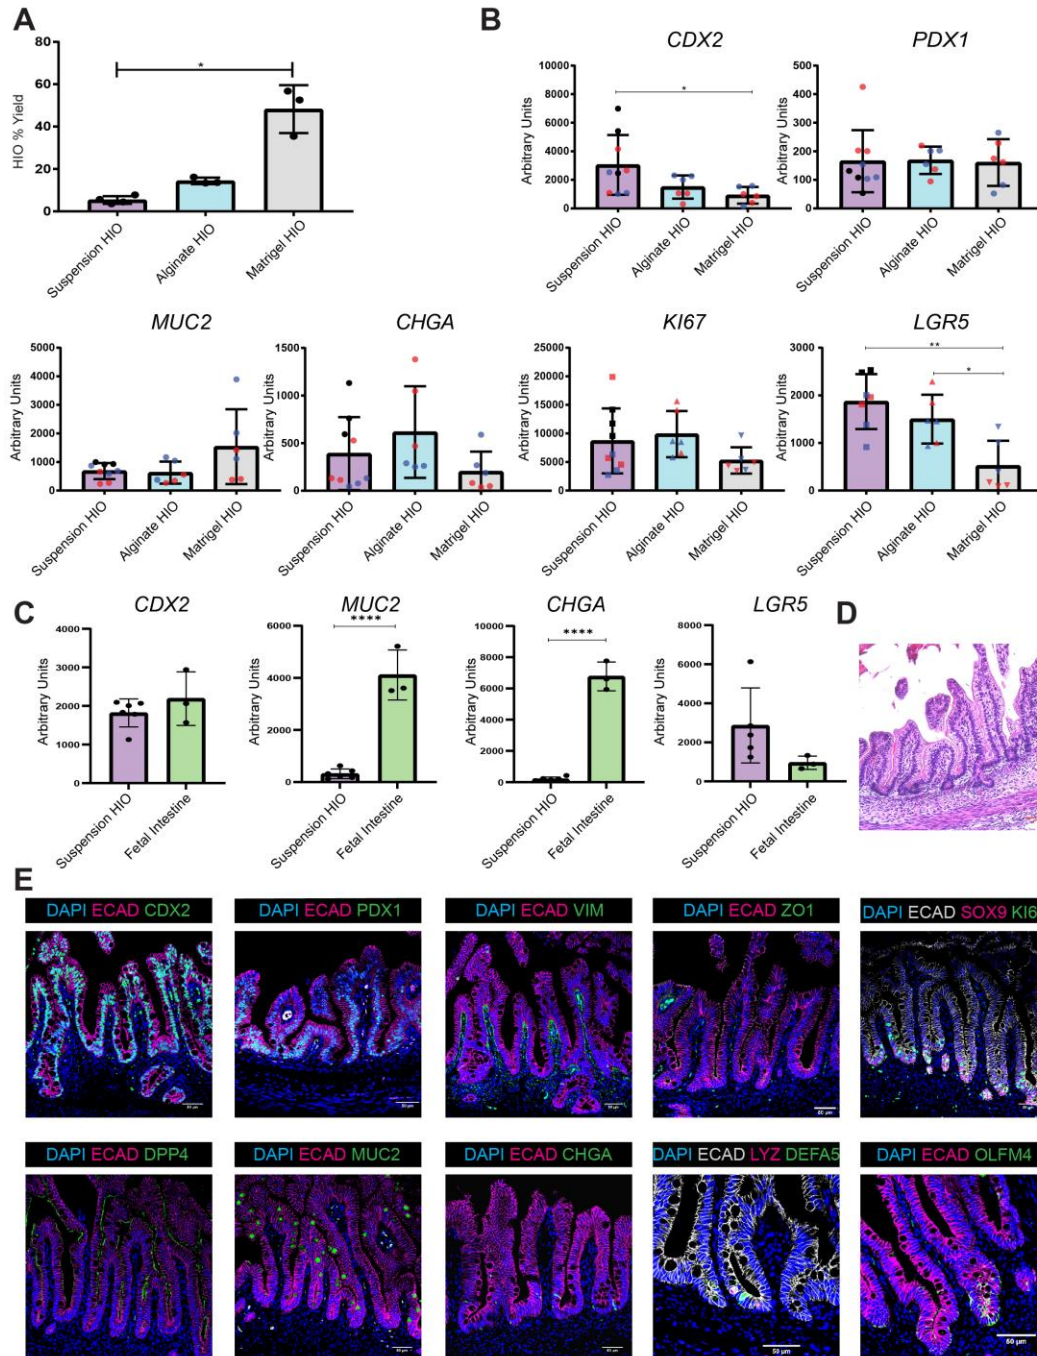 A
HIO % Yield
80
60
40
20
0
*
Suspension HIO
Alginate HIO
Matrigel HIO
B
CDX2
Arbitrary Units
10000
8000
6000
4000
2000
0
*
Suspension HIO
Alginate HIO
Matrigel HIO
PDX1
Arbitrary Units
500
400
300
200
100
0
Suspension HIO
Alginate HIO
Matrigel HIO
MUC2
Arbitrary Units
5000
4000
3000
2000
1000
0
Suspension HIO
Alginate HIO
Matrigel HIO
CHGA
Arbitrary Units
1500
1000
500
0
Suspension HIO
Alginate HIO
Matrigel HIO
KI67
Arbitrary Units
25000
20000
15000
10000
5000
0
Suspension HIO
Alginate HIO
Matrigel HIO
LGR5
Arbitrary Units
3000
2000
1000
0
**
*
Suspension HIO
Alginate HIO
Matrigel HIO
C
CDX2
Arbitrary Units
4000
3000
2000
1000
0
Suspension HIO
Fetal Intestine
MUC2
Arbitrary Units
6000
4000
2000
0
****
Suspension HIO
Fetal Intestine
CHGA
Arbitrary Units
8000
6000
4000
2000
0
****
Suspension HIO
Fetal Intestine
LGR5
Arbitrary Units
8000
6000
4000
2000
0
Suspension HIO
Fetal Intestine
D
E
DAPI ECAD CDX2
DAPI ECAD PDX1
DAPI ECAD VIM
DAPI ECAD ZO1
DAPI ECAD SOX9 KI6
DAPI ECAD DPP4
DAPI ECAD MUC2
DAPI ECAD CHGA
DAPI ECAD LYZ DEFA5
DAPI ECAD OLFM4
50 µm
50 µm